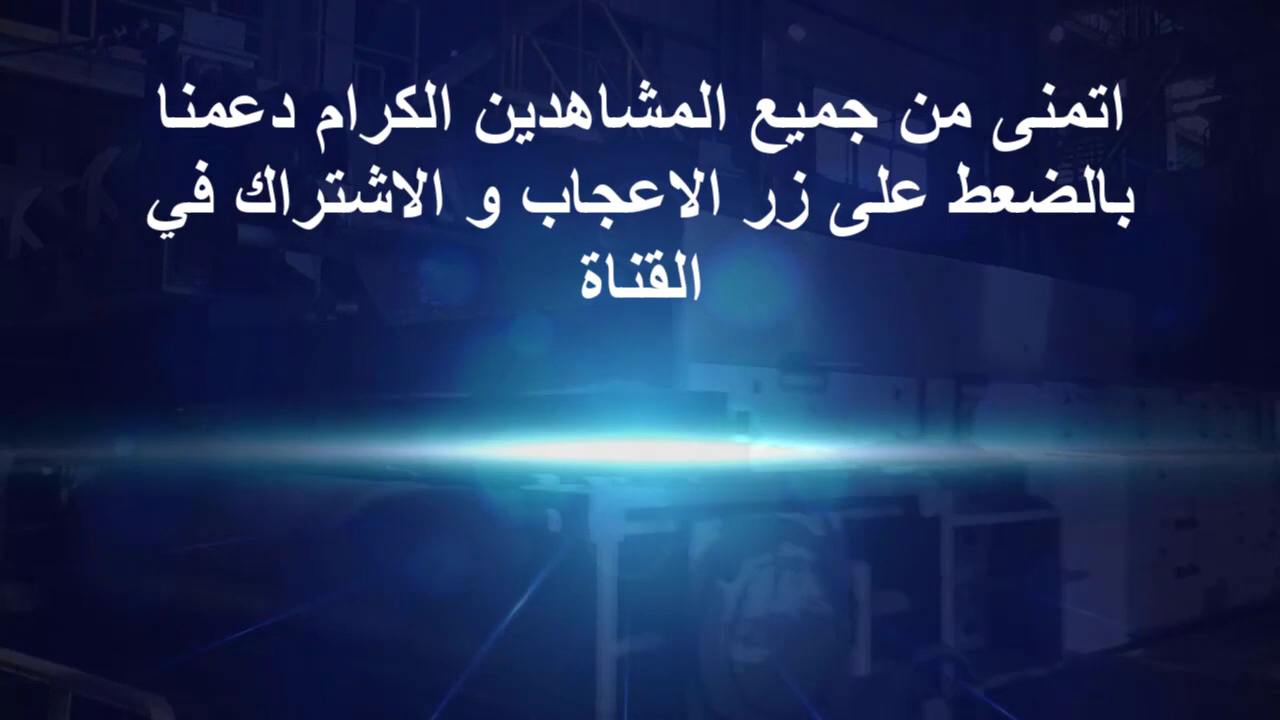 اتمنى من جميع المشاهدين الكرام دعمنا
بالضعط على زر الاعجاب و الاشتراك في
القناة